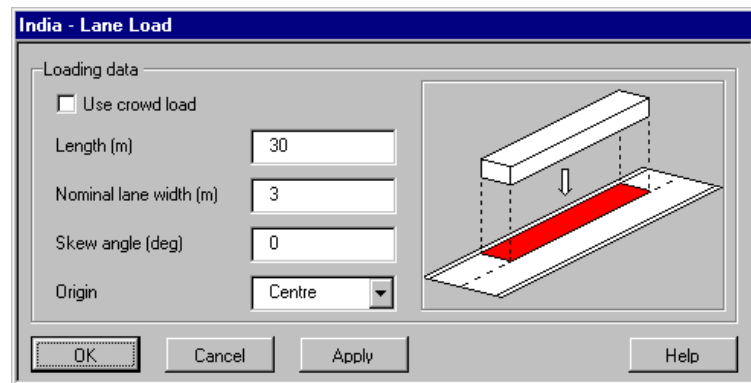 India - Lane Load
Loading data
Use crowd load
Length (m) 30
Nominal lane width (m) 3
Skew angle (deg) 0
Origin Centre
OK Cancel Apply Help